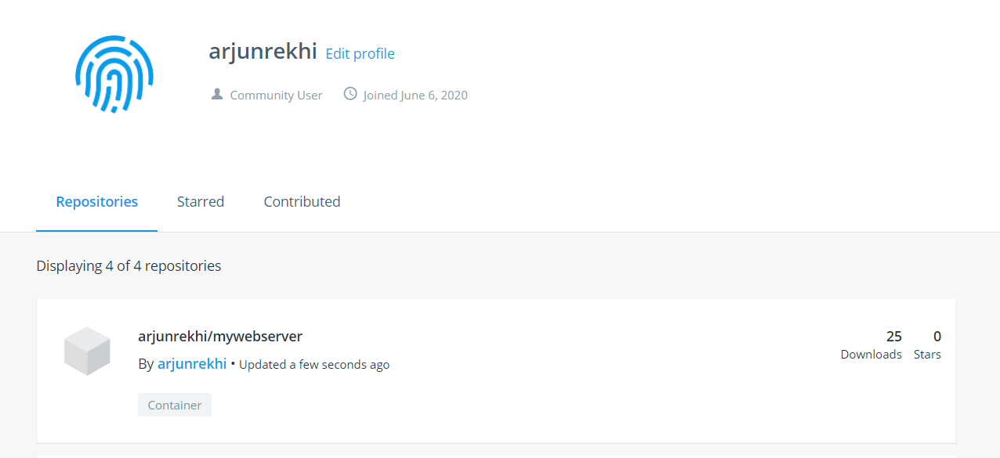 arjunrekhi Edit profile
Community User Joined June 6, 2020
Repositories Starred Contributed
Displaying 4 of 4 repositories
arjunrekhi/mywebserver 25 0
By arjunrekhi • Updated a few seconds ago Downloads Stars
Container